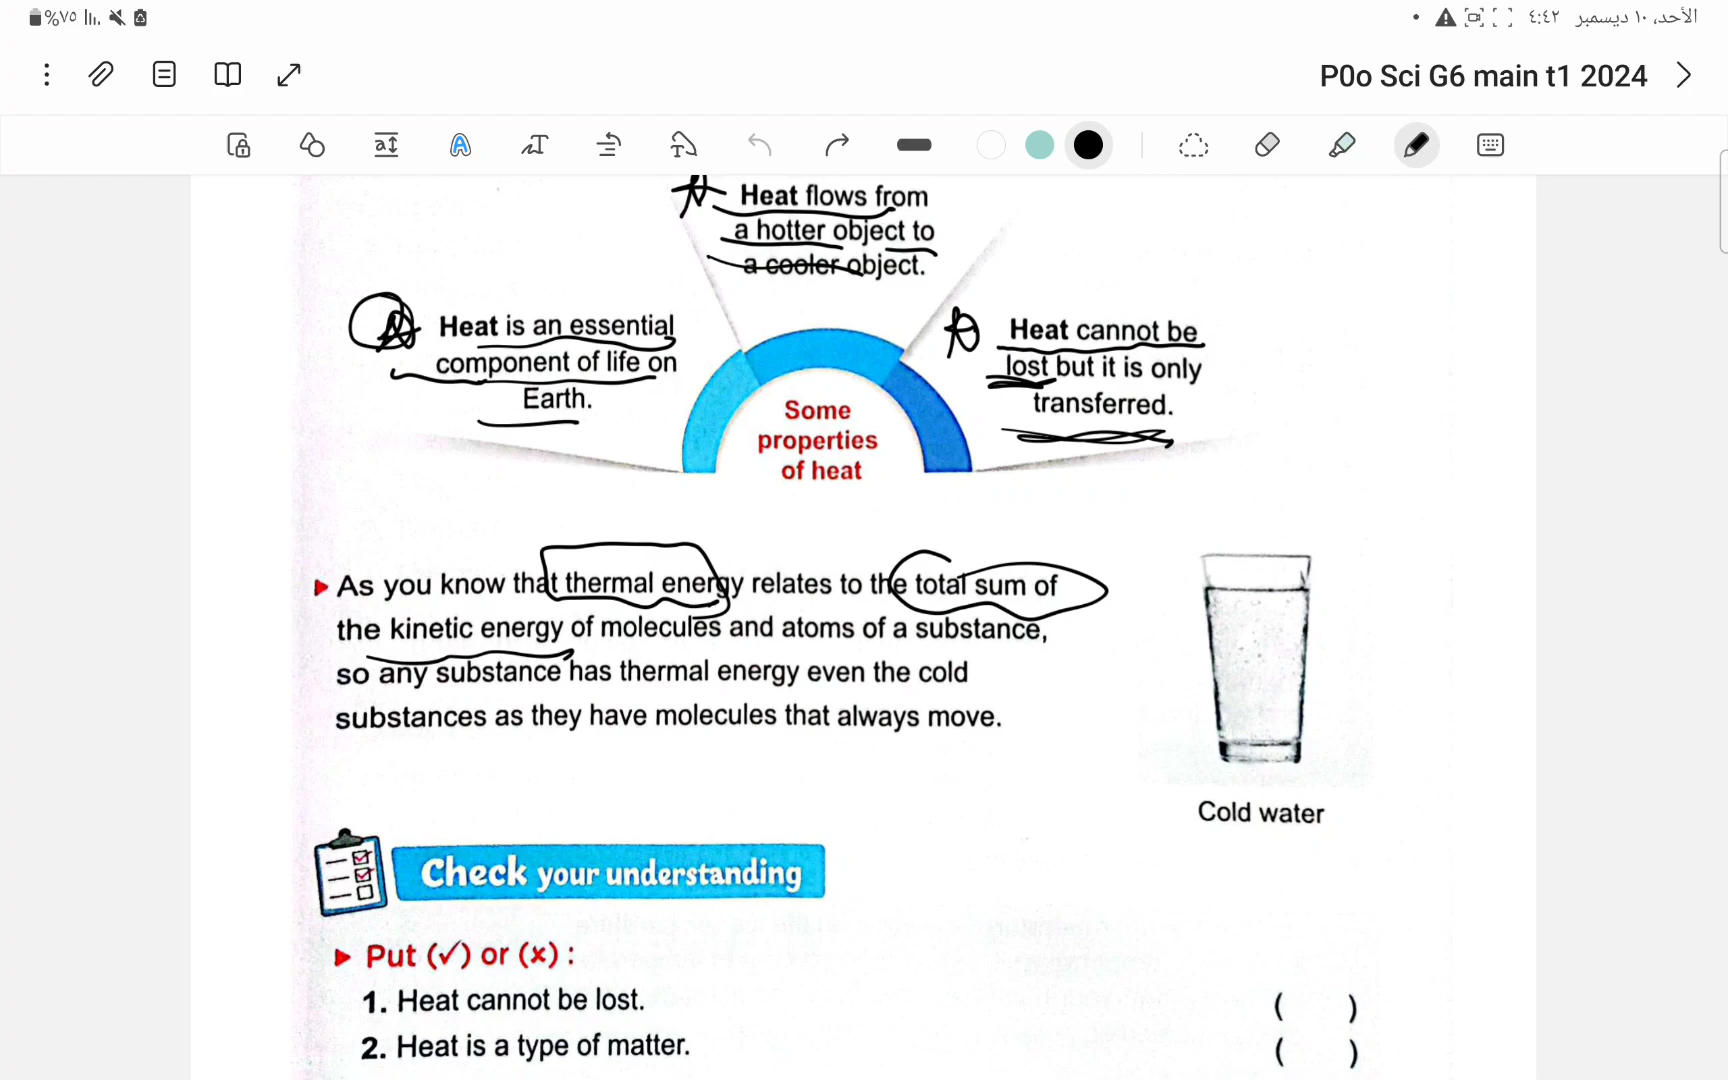 %٧٥
الأحد، ١٠ ديسمبر ٤:٤٢
P0o Sci G6 main t1 2024
Heat flows from
a hotter object to
a cooler object.
Heat is an essential
component of life on
Earth.
Heat cannot be
lost but it is only
transferred.
Some
properties
of heat
As you know that thermal energy relates to the total sum of
the kinetic energy of molecules and atoms of a substance,
so any substance has thermal energy even the cold
substances as they have molecules that always move.
Cold water
Check your understanding
Put (✓) or (x) :
1. Heat cannot be lost. ( )
2. Heat is a type of matter. ( )